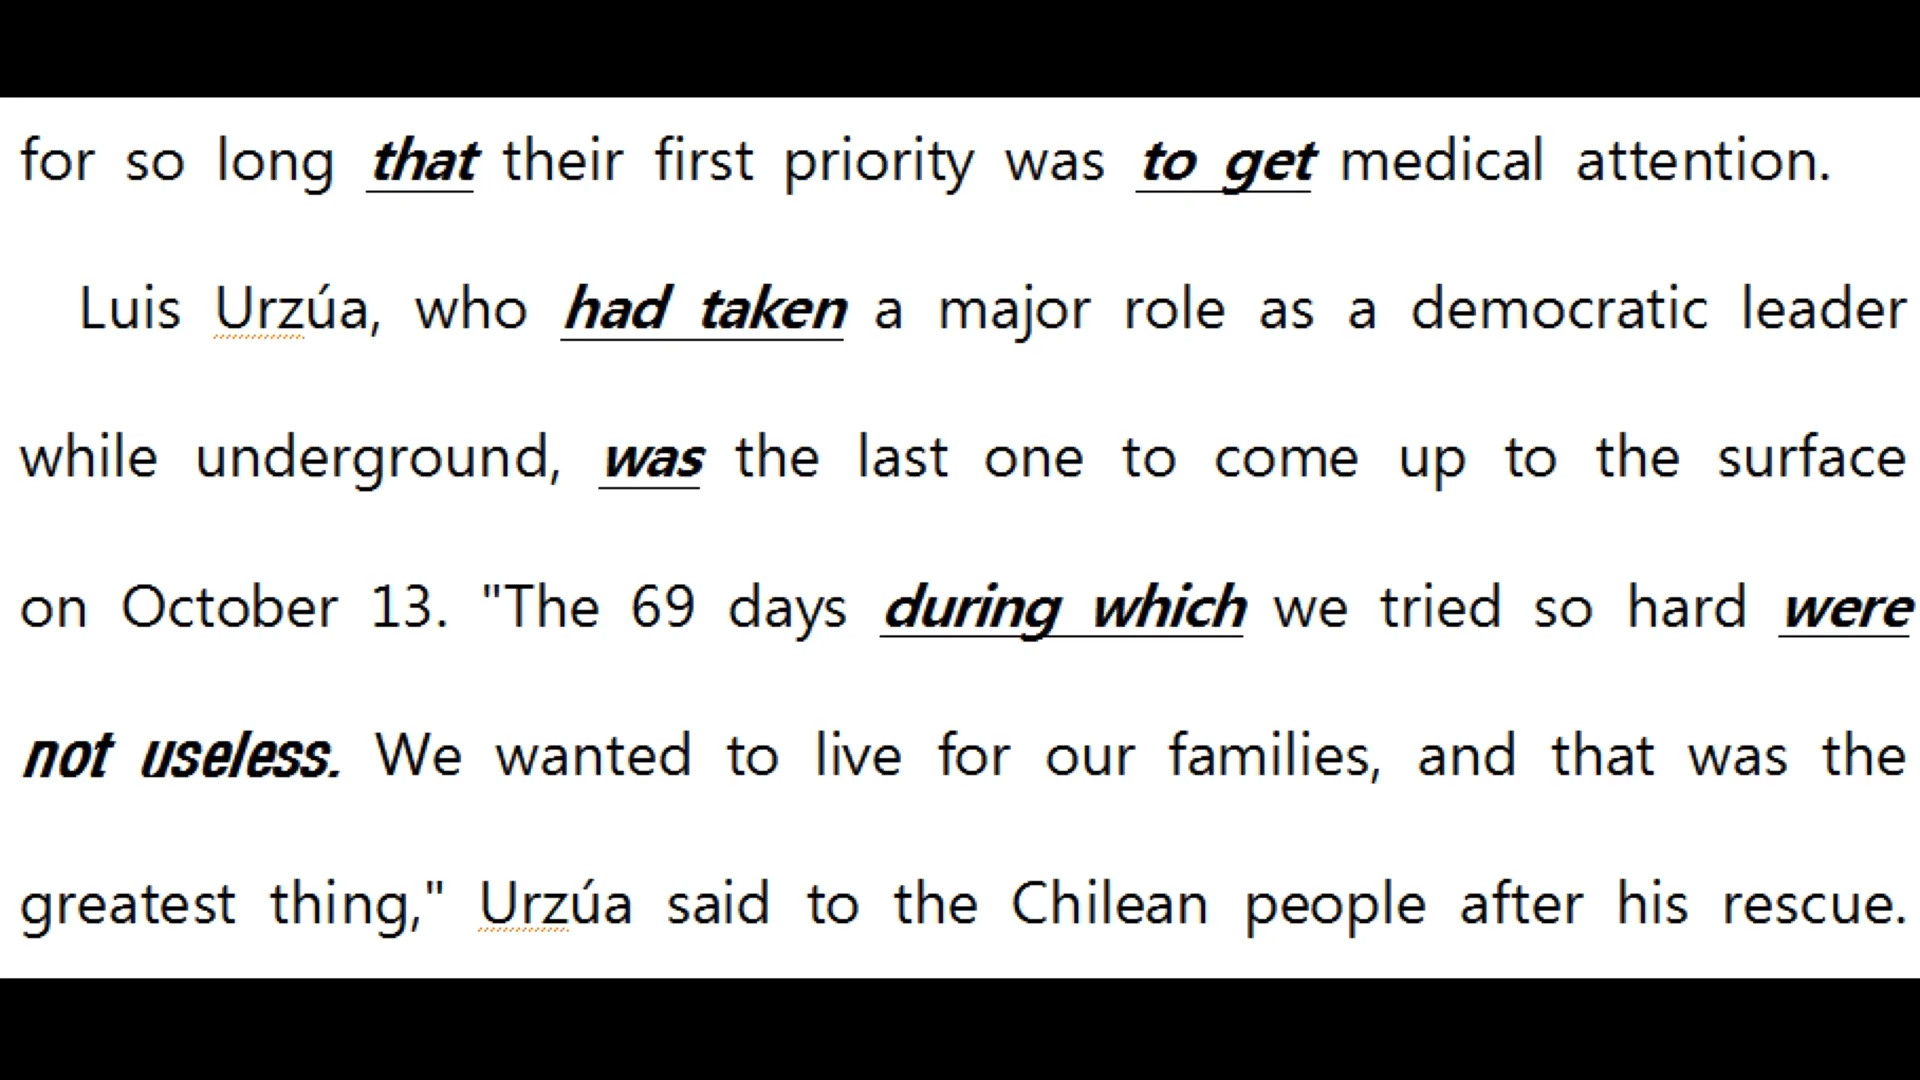 for so long that their first priority was to get medical attention.
Luis Urzúa, who had taken a major role as a democratic leader
while underground, was the last one to come up to the surface
on October 13. "The 69 days during which we tried so hard were
not useless. We wanted to live for our families, and that was the
greatest thing," Urzúa said to the Chilean people after his rescue.